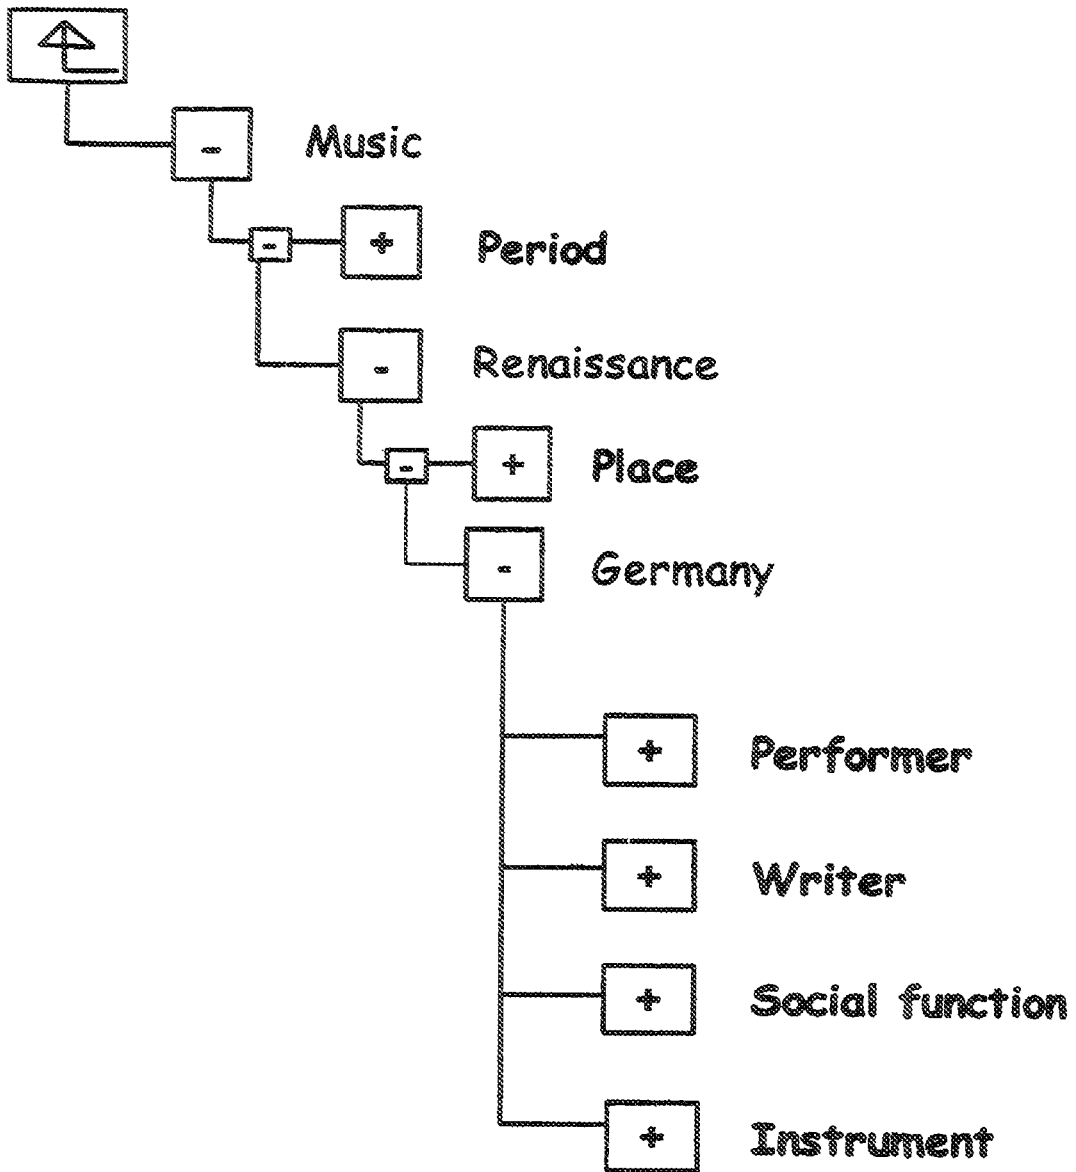 - Music
- + Period
- Renaissance
- + Place
- Germany
+ Performer
+ Writer
+ Social function
+ Instrument